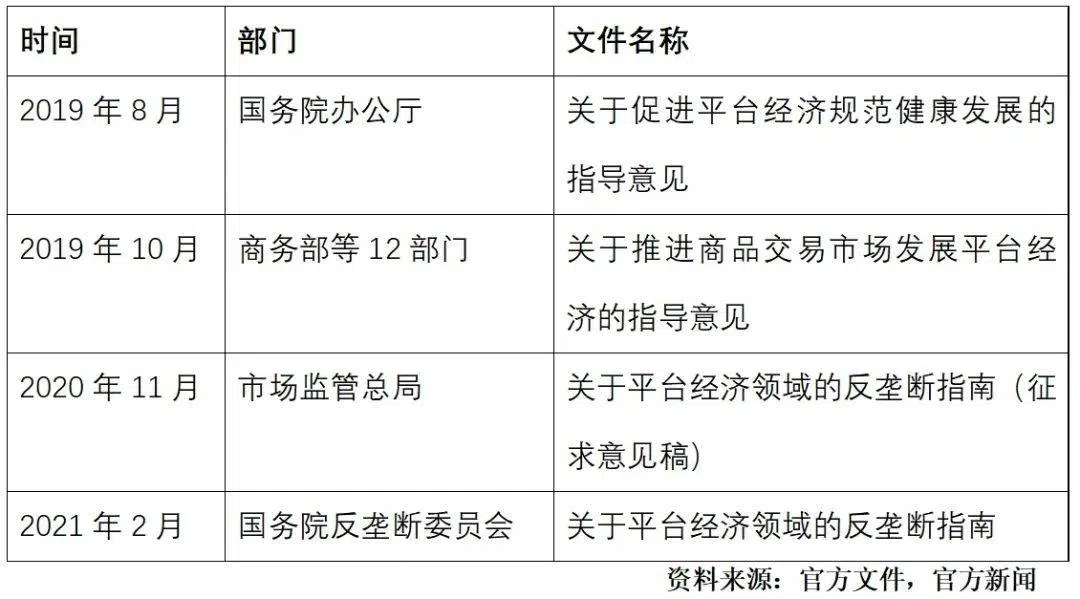 时间 部门 文件名称
2019 年 8 月 国务院办公厅 关于促进平台经济规范健康发展的
指导意见
2019 年 10 月 商务部等 12 部门 关于推进商品交易市场发展平台经
济的指导意见
2020 年 11 月 市场监管总局 关于平台经济领域的反垄断指南（征
求意见稿）
2021 年 2 月 国务院反垄断委员会 关于平台经济领域的反垄断指南
资料来源：官方文件，官方新闻